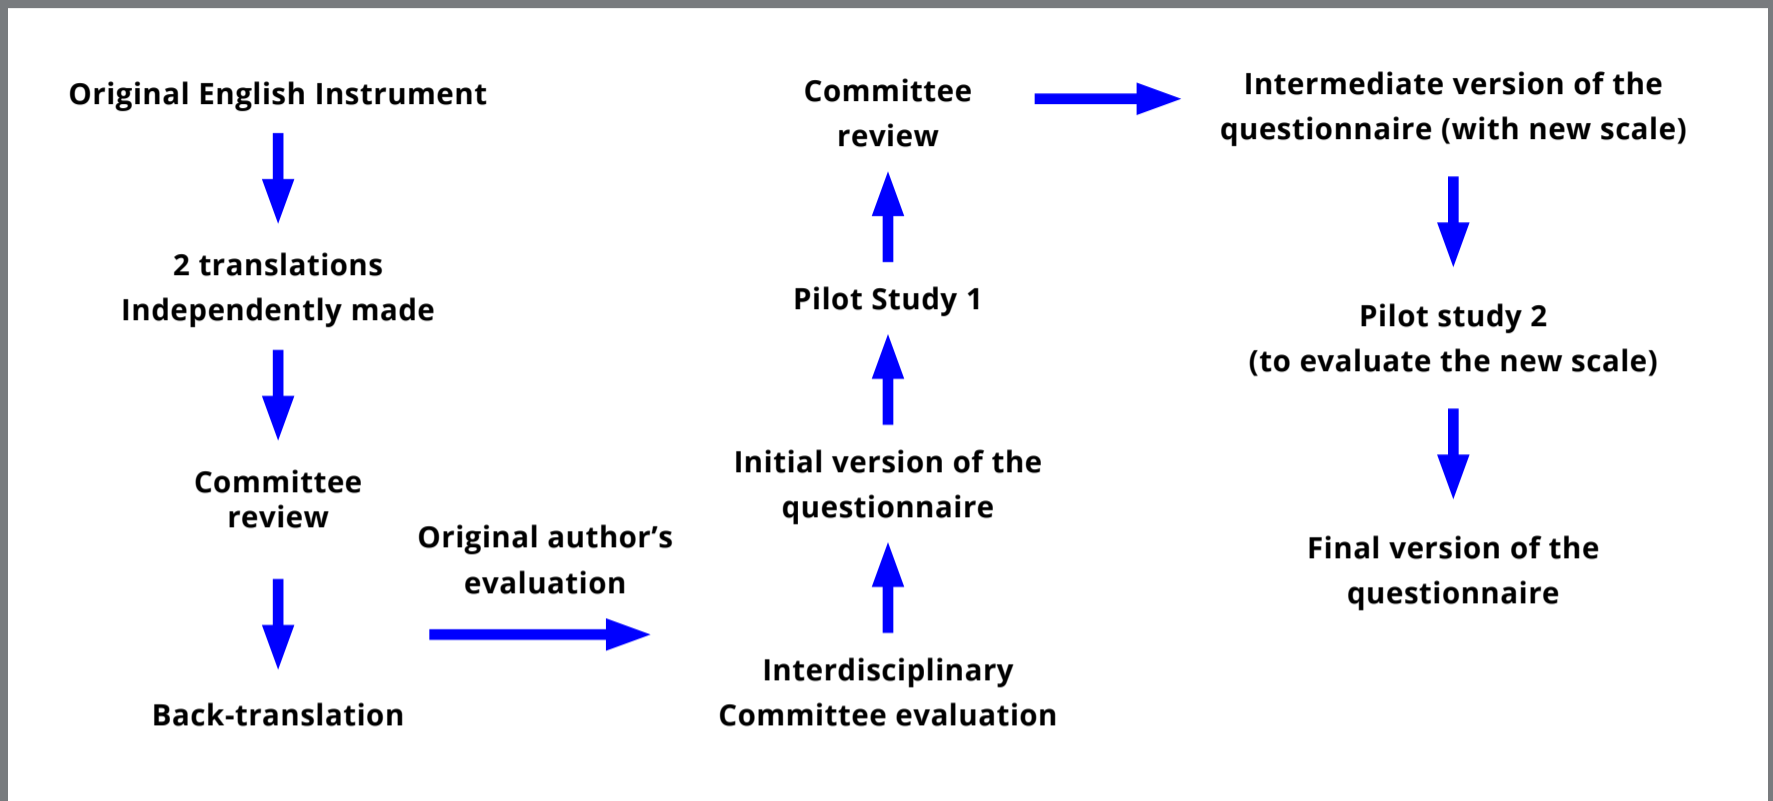 Original English Instrument
2 translations
Independently made
Committee
review
Back-translation
Original author’s
evaluation
Interdisciplinary
Committee evaluation
Initial version of the
questionnaire
Pilot Study 1
Committee
review
Intermediate version of the
questionnaire (with new scale)
Pilot study 2
(to evaluate the new scale)
Final version of the
questionnaire